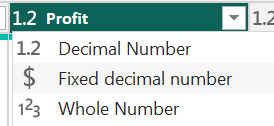 1.2 Profit 1.2
1.2 Decimal Number
$ Fixed decimal number
1²3 Whole Number